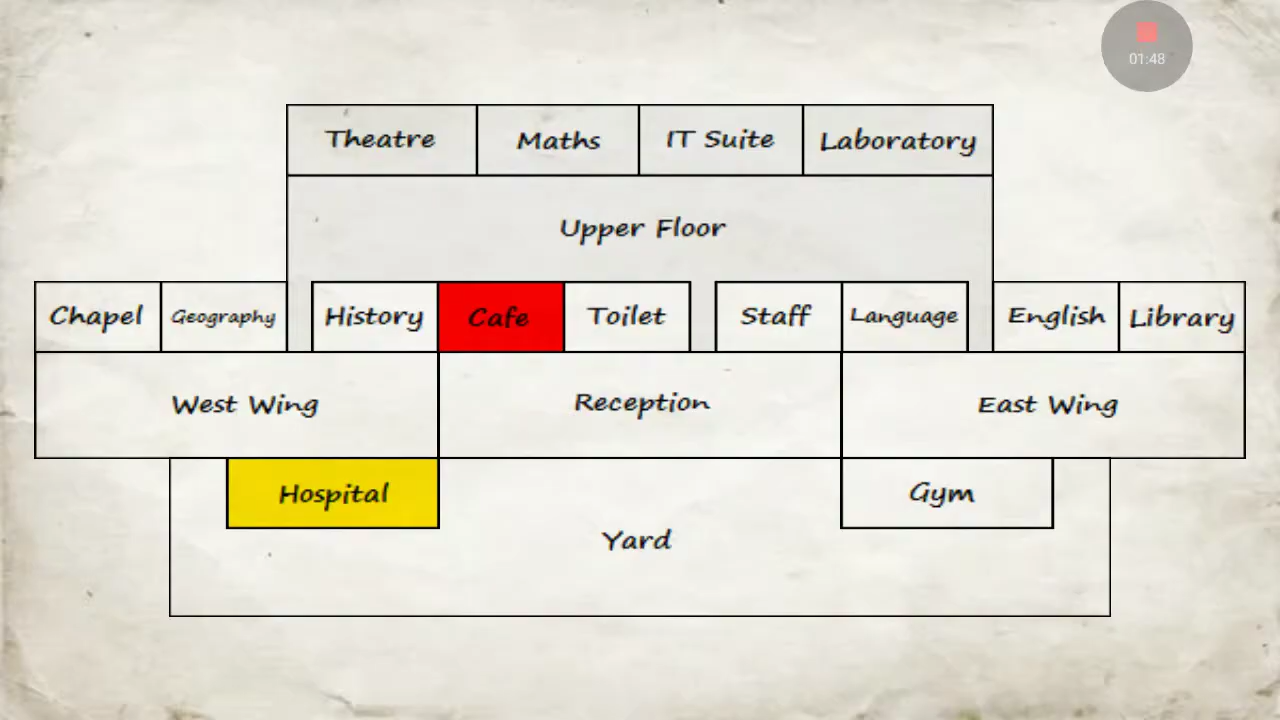 01:48
Theatre
Maths
IT Suite
Laboratory
Upper Floor
Chapel
Geography
History
Cafe
Toilet
Staff
Language
English
Library
West Wing
Reception
East Wing
Hospital
Gym
Yard